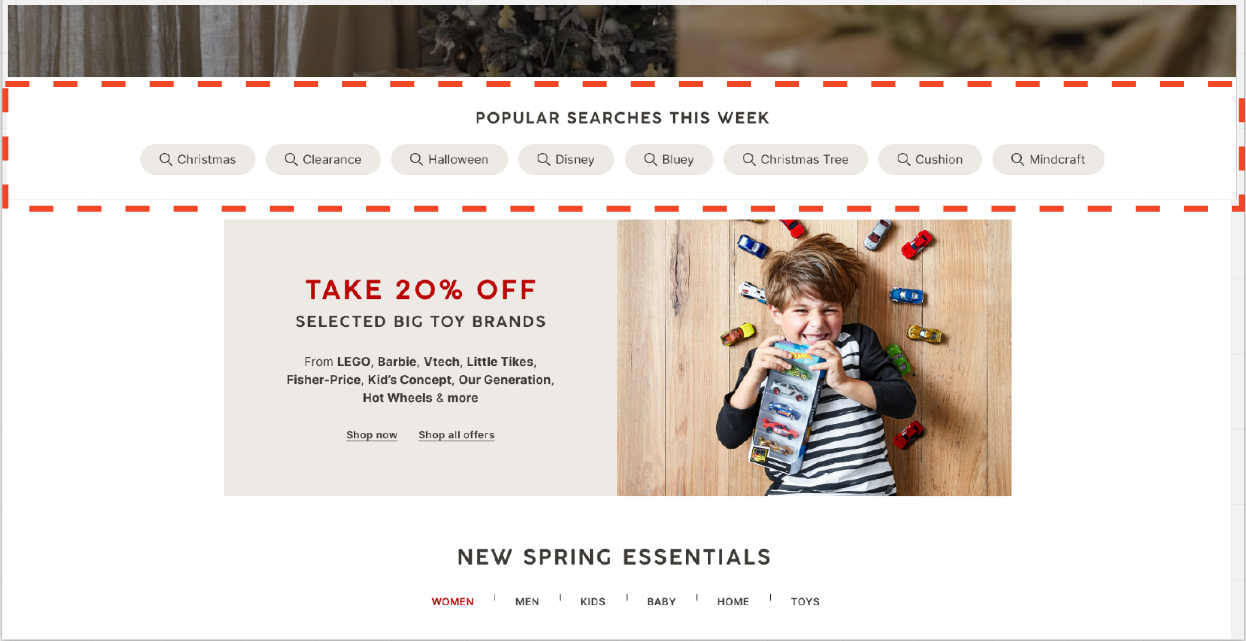 POPULAR SEARCHES THIS WEEK
Christmas
Clearance
Halloween
Disney
Bluey
Christmas Tree
Cushion
Mindcraft
TAKE 20% OFF
SELECTED BIG TOY BRANDS
From LEGO, Barbie, Vtech, Little Tikes,
Fisher-Price, Kid's Concept, Our Generation,
Hot Wheels & more
Shop now
Shop all offers
NEW SPRING ESSENTIALS
WOMEN
MEN
KIDS
BABY
HOME
TOYS